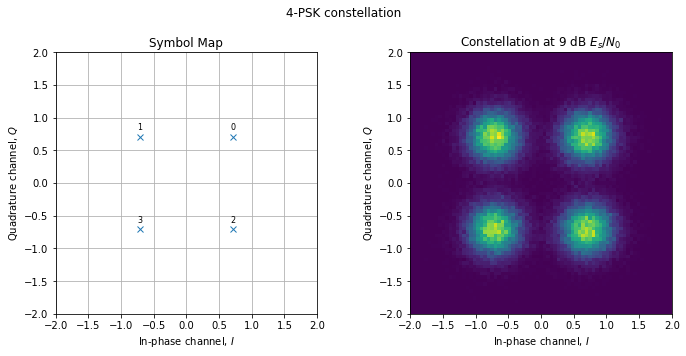 4-PSK constellation
Symbol Map
2.0
1.5
1.0
0.5
0.0
−0.5
−1.0
−1.5
−2.0
Quadrature channel, Q
1
0
3
2
−2.0 −1.5 −1.0 −0.5 0.0 0.5 1.0 1.5 2.0
In-phase channel, I
Constellation at 9 dB Es/N0
2.0
1.5
1.0
0.5
0.0
−0.5
−1.0
−1.5
−2.0
Quadrature channel, Q
−2.0 −1.5 −1.0 −0.5 0.0 0.5 1.0 1.5 2.0
In-phase channel, I